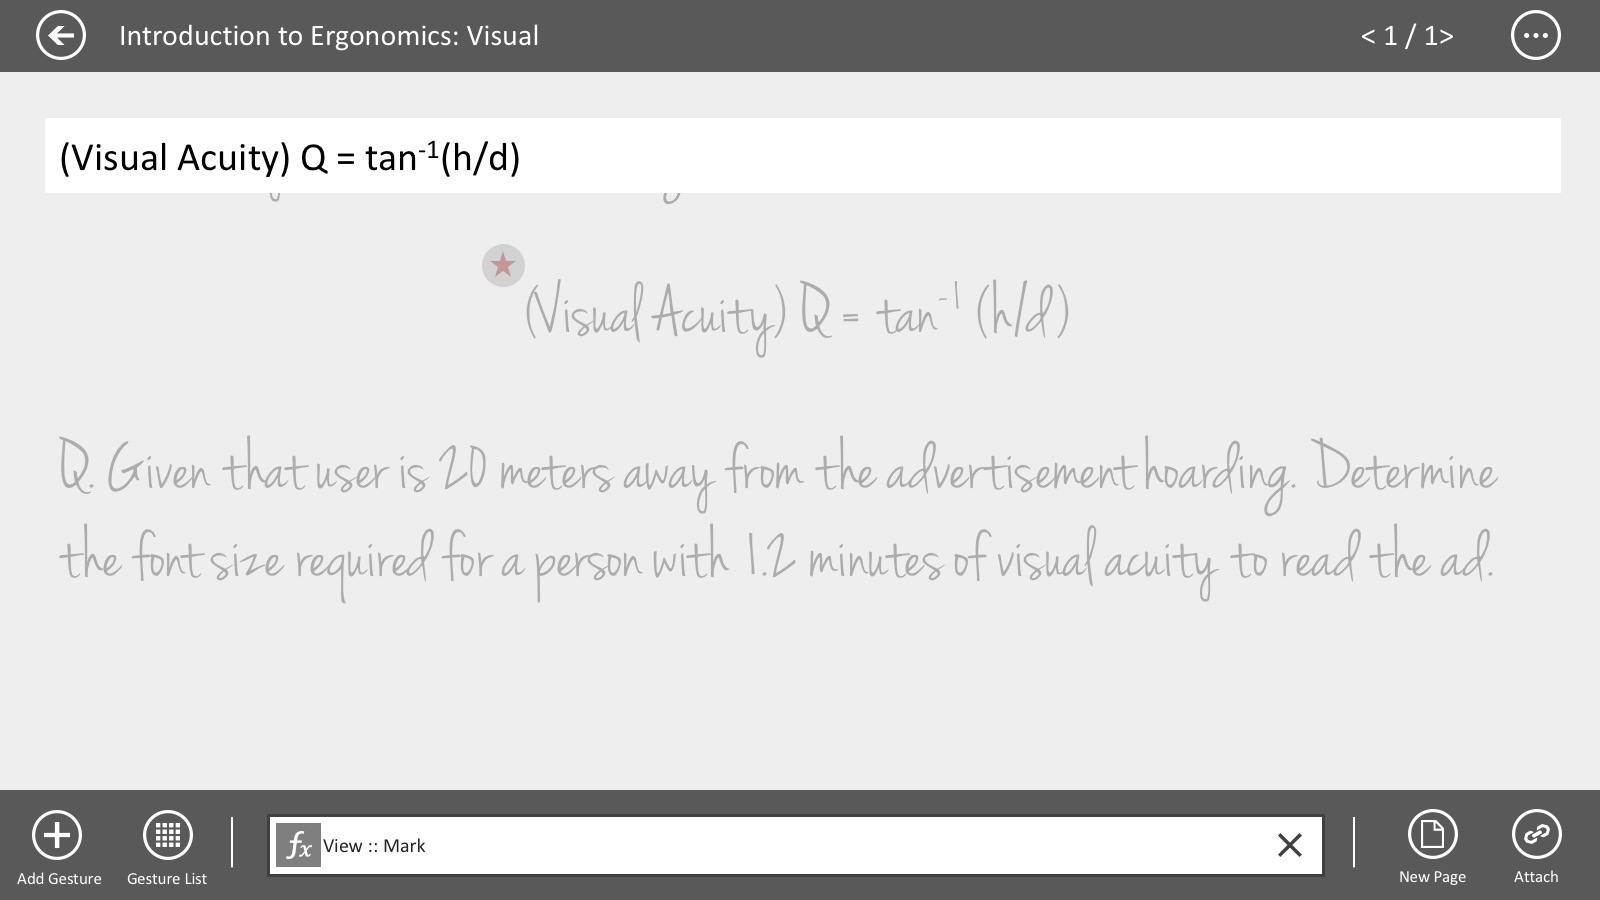 Introduction to Ergonomics: Visual
< 1 / 1>
(Visual Acuity) Q = tan⁻¹(h/d)
(Visual Acuity) Q = tan⁻¹ (h/d)
Q. Given that user is 20 meters away from the advertisement hoarding. Determine
the font size required for a person with 1.2 minutes of visual acuity to read the ad.
fx View :: Mark
Add Gesture
Gesture List
New Page
Attach